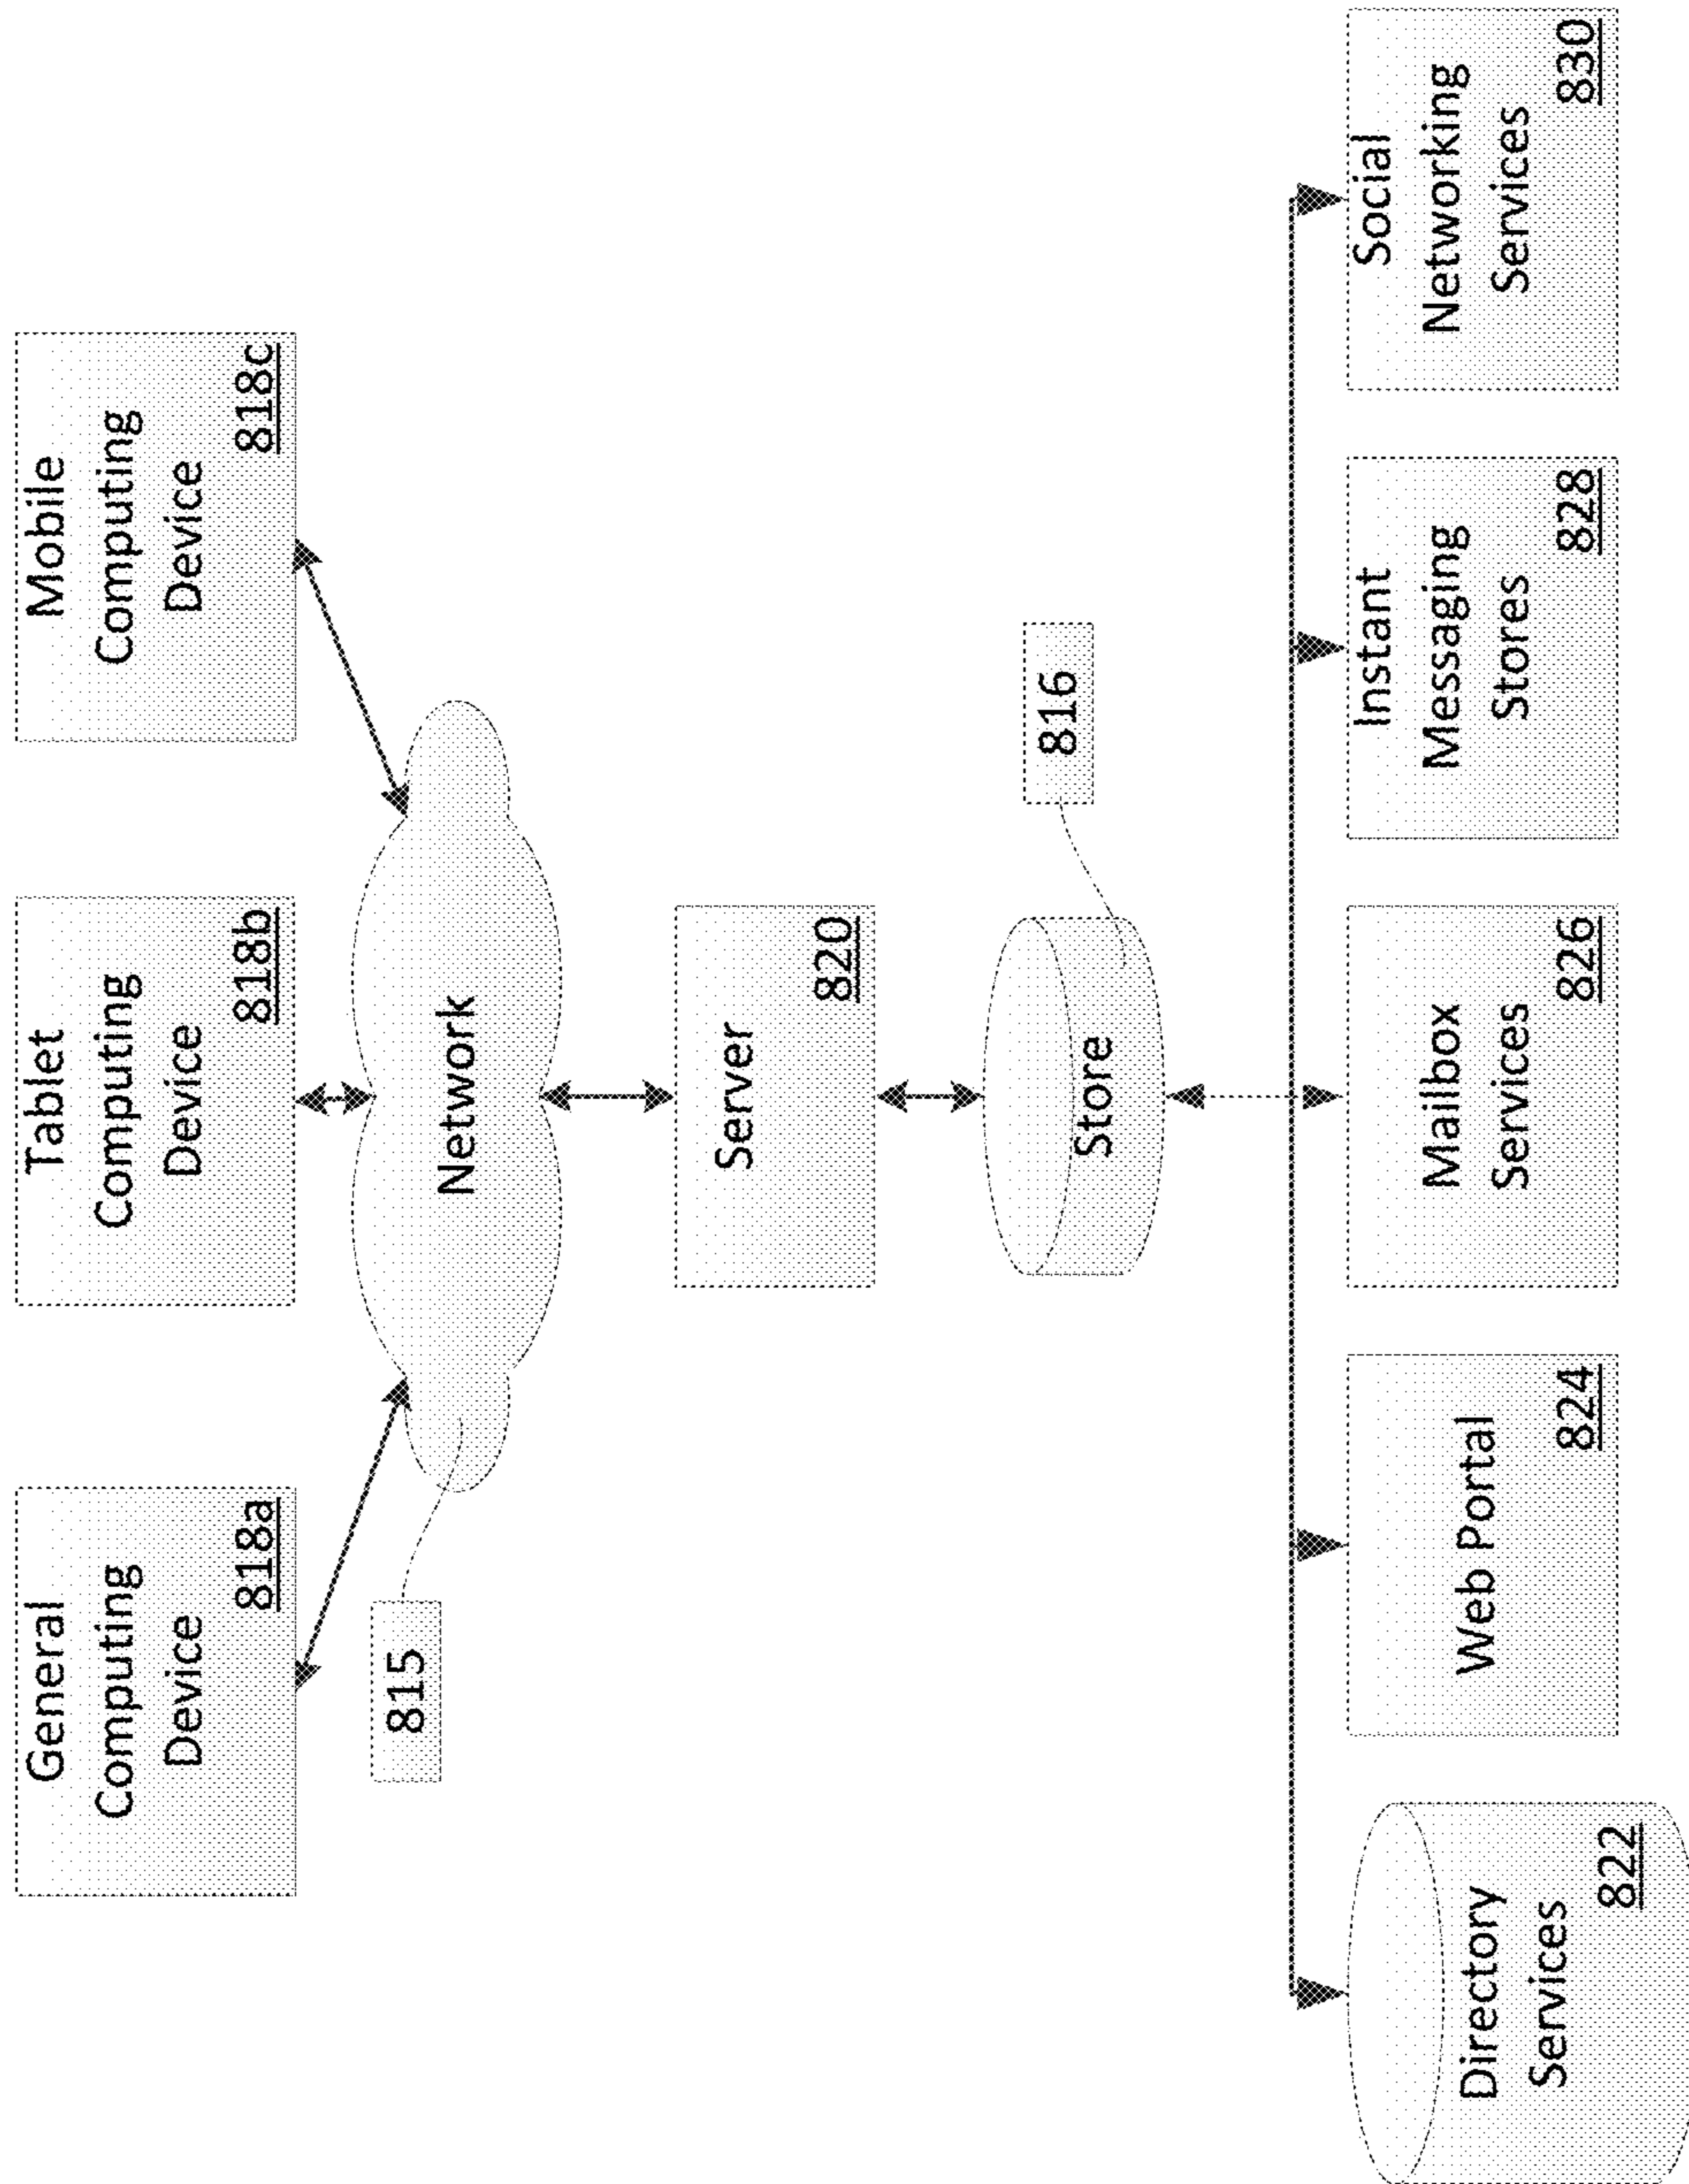 General
Computing
Device
818a
Tablet
Computing
Device
818b
Mobile
Computing
Device
818c
815
Network
Server
820
Store
816
Directory
Services
822
Web Portal
824
Mailbox
Services
826
Instant
Messaging
Stores
828
Social
Networking
Services
830